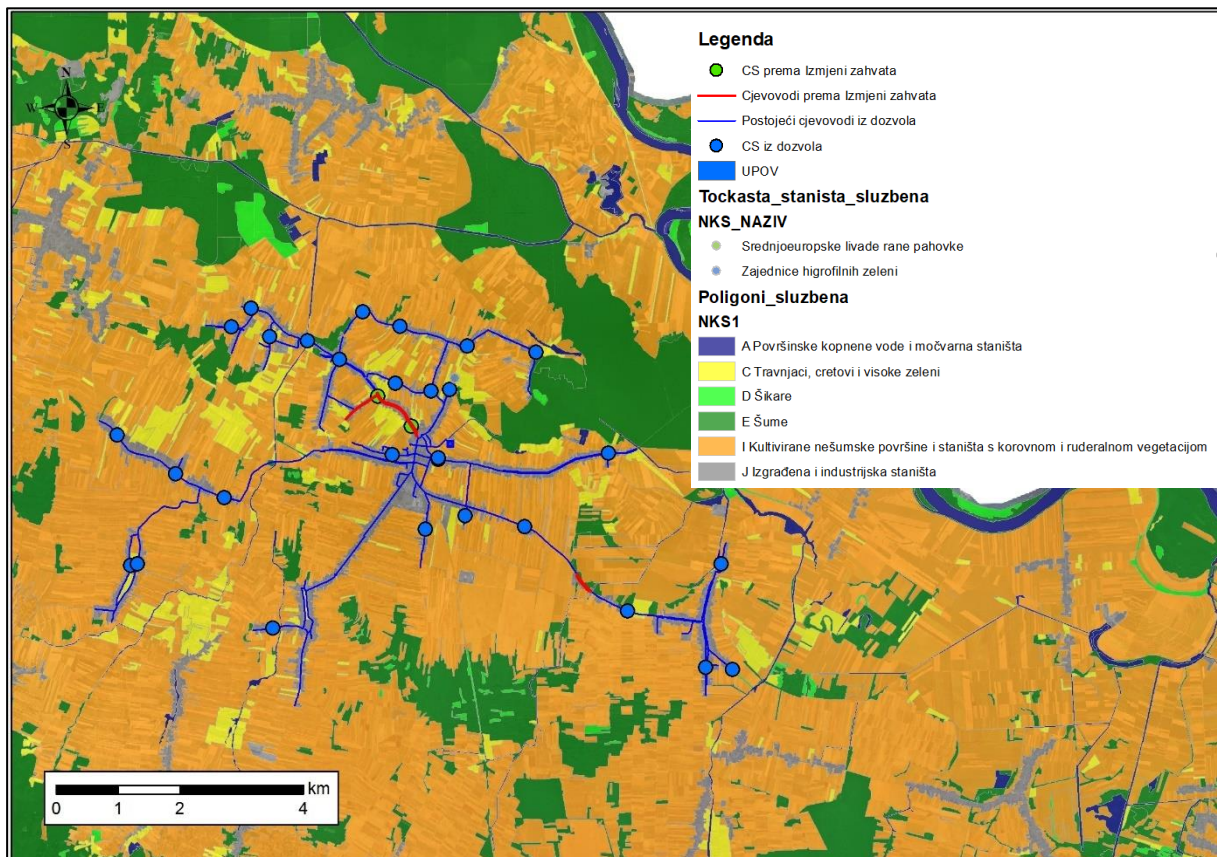 Legenda
CS prema Izmjeni zahvata
Cjevovodi prema Izmjeni zahvata
Postojeći cjevovodi iz dozvola
CS iz dozvola
UPOV
Tockasta_stanista_sluzbena
NKS_NAZIV
Srednjoeuropske livade rane pahovke
Zajednice higrofilnih zeleni
Poligoni_sluzbena
NKS1
A Površinske kopnene vode i močvarna staništa
C Travnjaci, cretovi i visoke zeleni
D Šikare
E Šume
I Kultivirane nešumske površine i staništa s korovnom i ruderalnom vegetacijom
J Izgrađena i industrijska staništa
N
W E
S
km
0 1 2 4